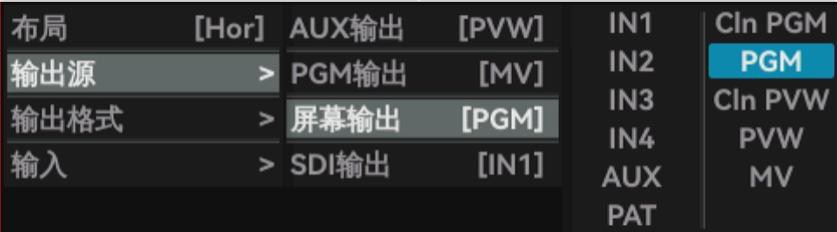 布局 [Hor]
输出源 >
输出格式 >
输入 >
AUX输出 [PVW]
PGM输出 [MV]
屏幕输出 [PGM]
SDI输出 [IN1]
IN1
IN2
IN3
IN4
AUX
PAT
Cln PGM
PGM
Cln PVW
PVW
MV